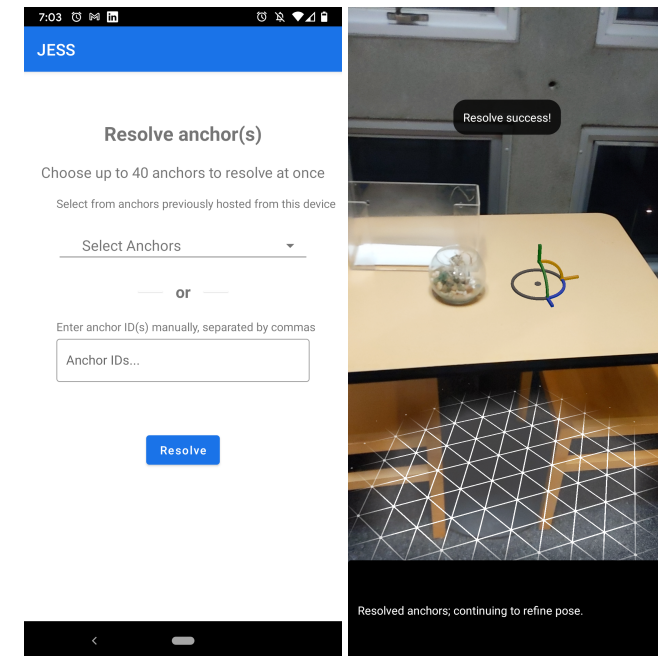 7:03
JESS
Resolve anchor(s)
Choose up to 40 anchors to resolve at once
Select from anchors previously hosted from this device
Select Anchors
or
Enter anchor ID(s) manually, separated by commas
Anchor IDs...
Resolve
Resolve success!
Resolved anchors; continuing to refine pose.